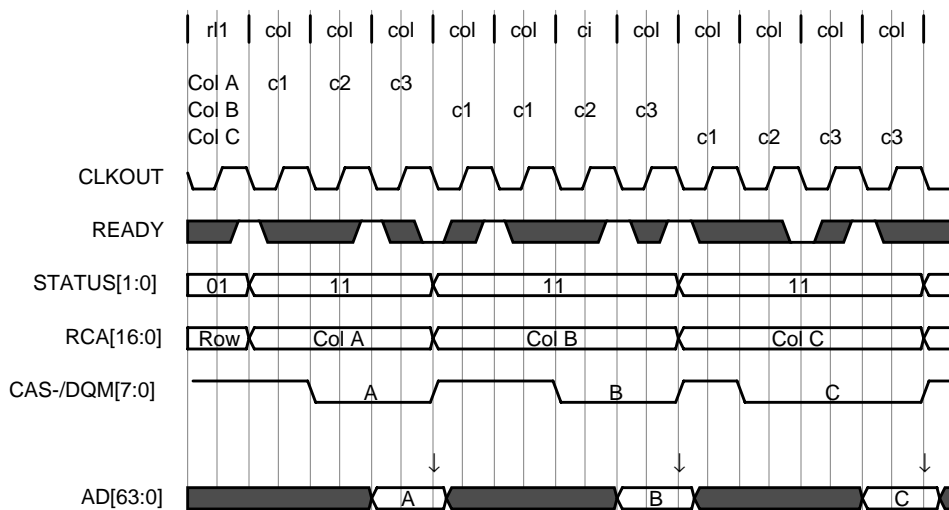 rl1 col col col col col ci col col col col col
Col A c1 c2 c3
Col B c1 c1 c2 c3
Col C c1 c2 c3 c3
CLKOUT
READY
STATUS[1:0] 01 11 11 11
RCA[16:0] Row Col A Col B Col C
CAS-/DQM[7:0] A B C
↓ ↓ ↓
AD[63:0] A B C